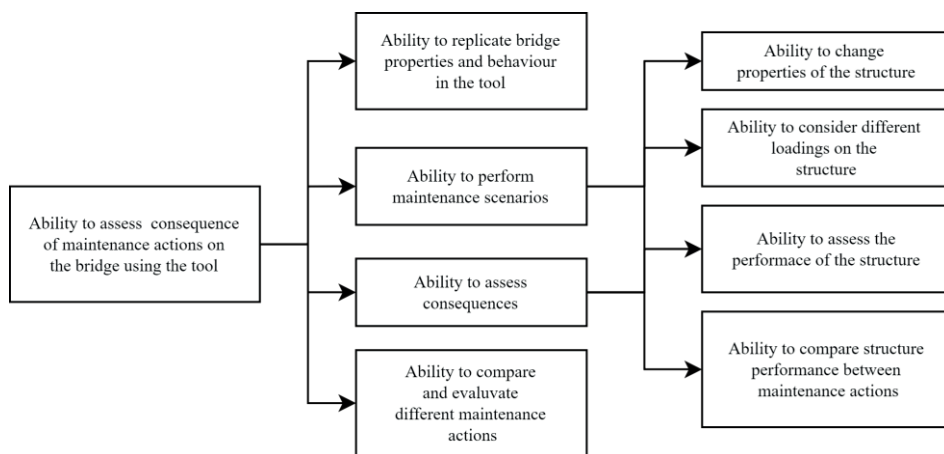 Ability to assess consequence
of maintenance actions on
the bridge using the tool
Ability to replicate bridge
properties and behaviour
in the tool
Ability to perform
maintenance scenarios
Ability to assess
consequences
Ability to compare
and evaluvate
different maintenance
actions
Ability to change
properties of the structure
Ability to consider different
loadings on the
structure
Ability to assess the
performace of the structure
Ability to compare structure
performance between
maintenance actions